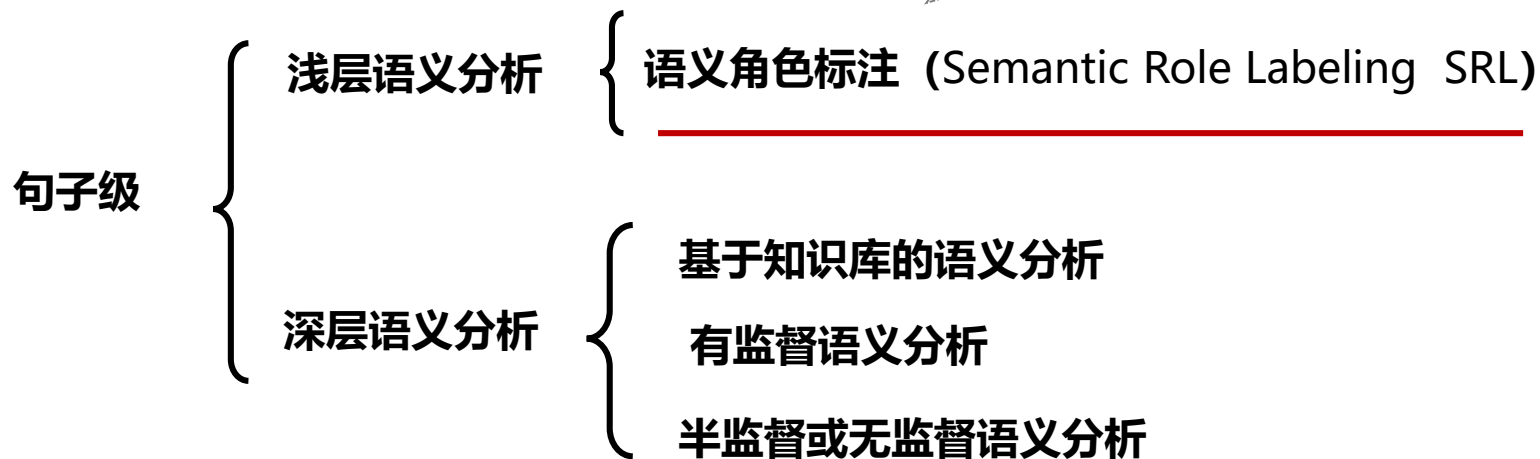 浅层语义分析
语义角色标注 (Semantic Role Labeling SRL)
句子级
基于知识库的语义分析
深层语义分析
有监督语义分析
半监督或无监督语义分析